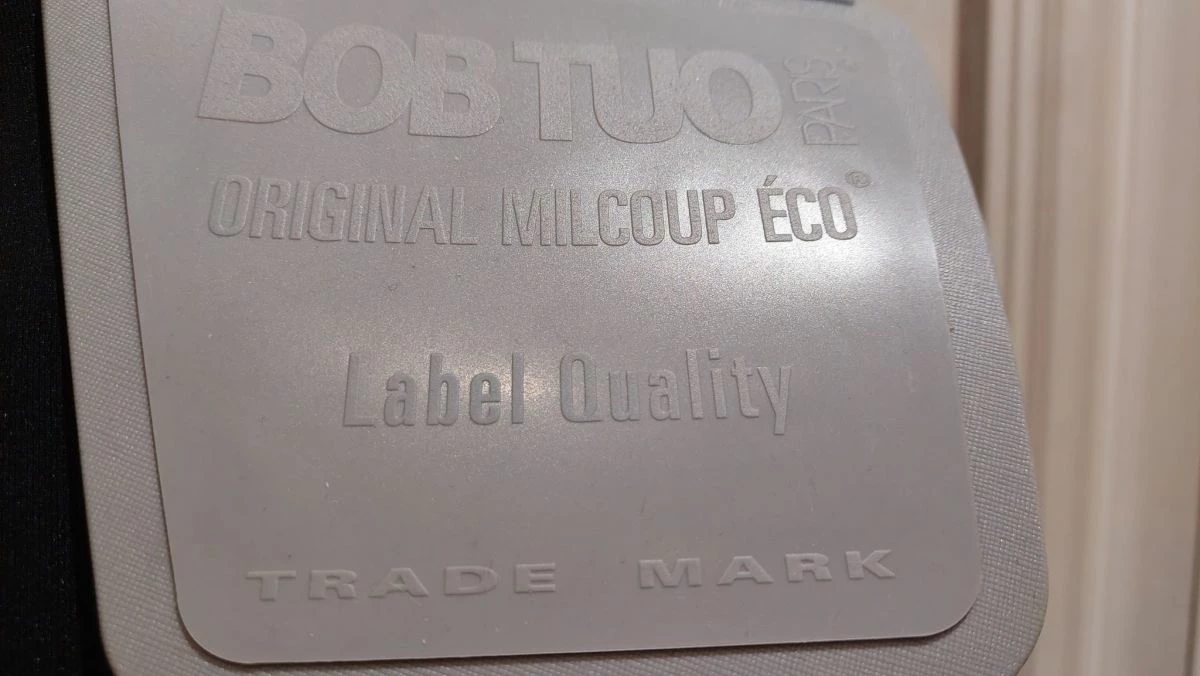 BOB TUO PARIS
ORIGINAL MILCOUP ÉCO®
Label Quality
TRADE MARK